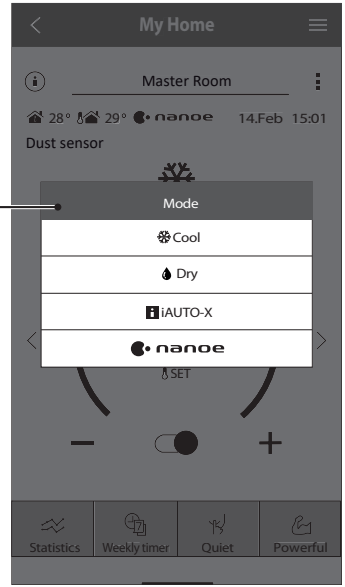 My Home
Master Room
28° 29° nanoe 14.Feb 15:01
Dust sensor
Mode
Cool
Dry
iAUTO-X
nanoe
SET
Statistics Weekly timer Quiet Powerful